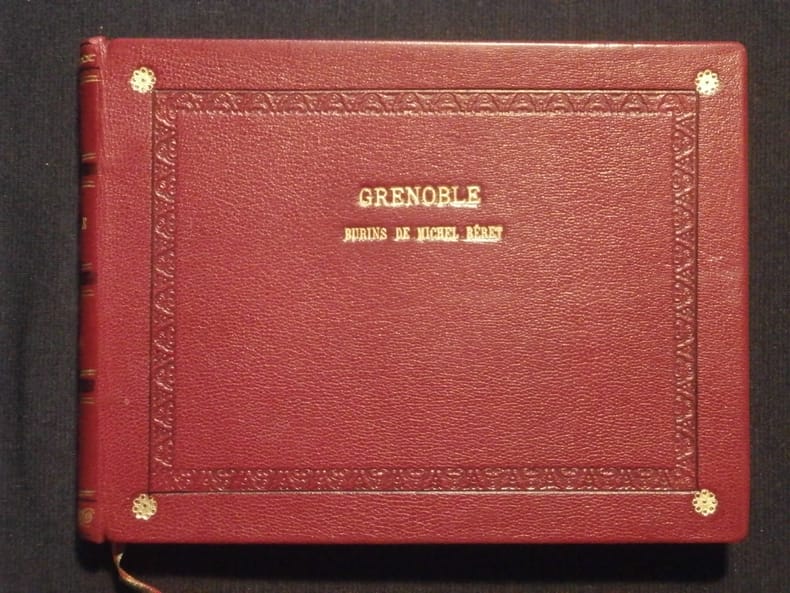 GRENOBLE
BURINS DE MICHEL BÉRET